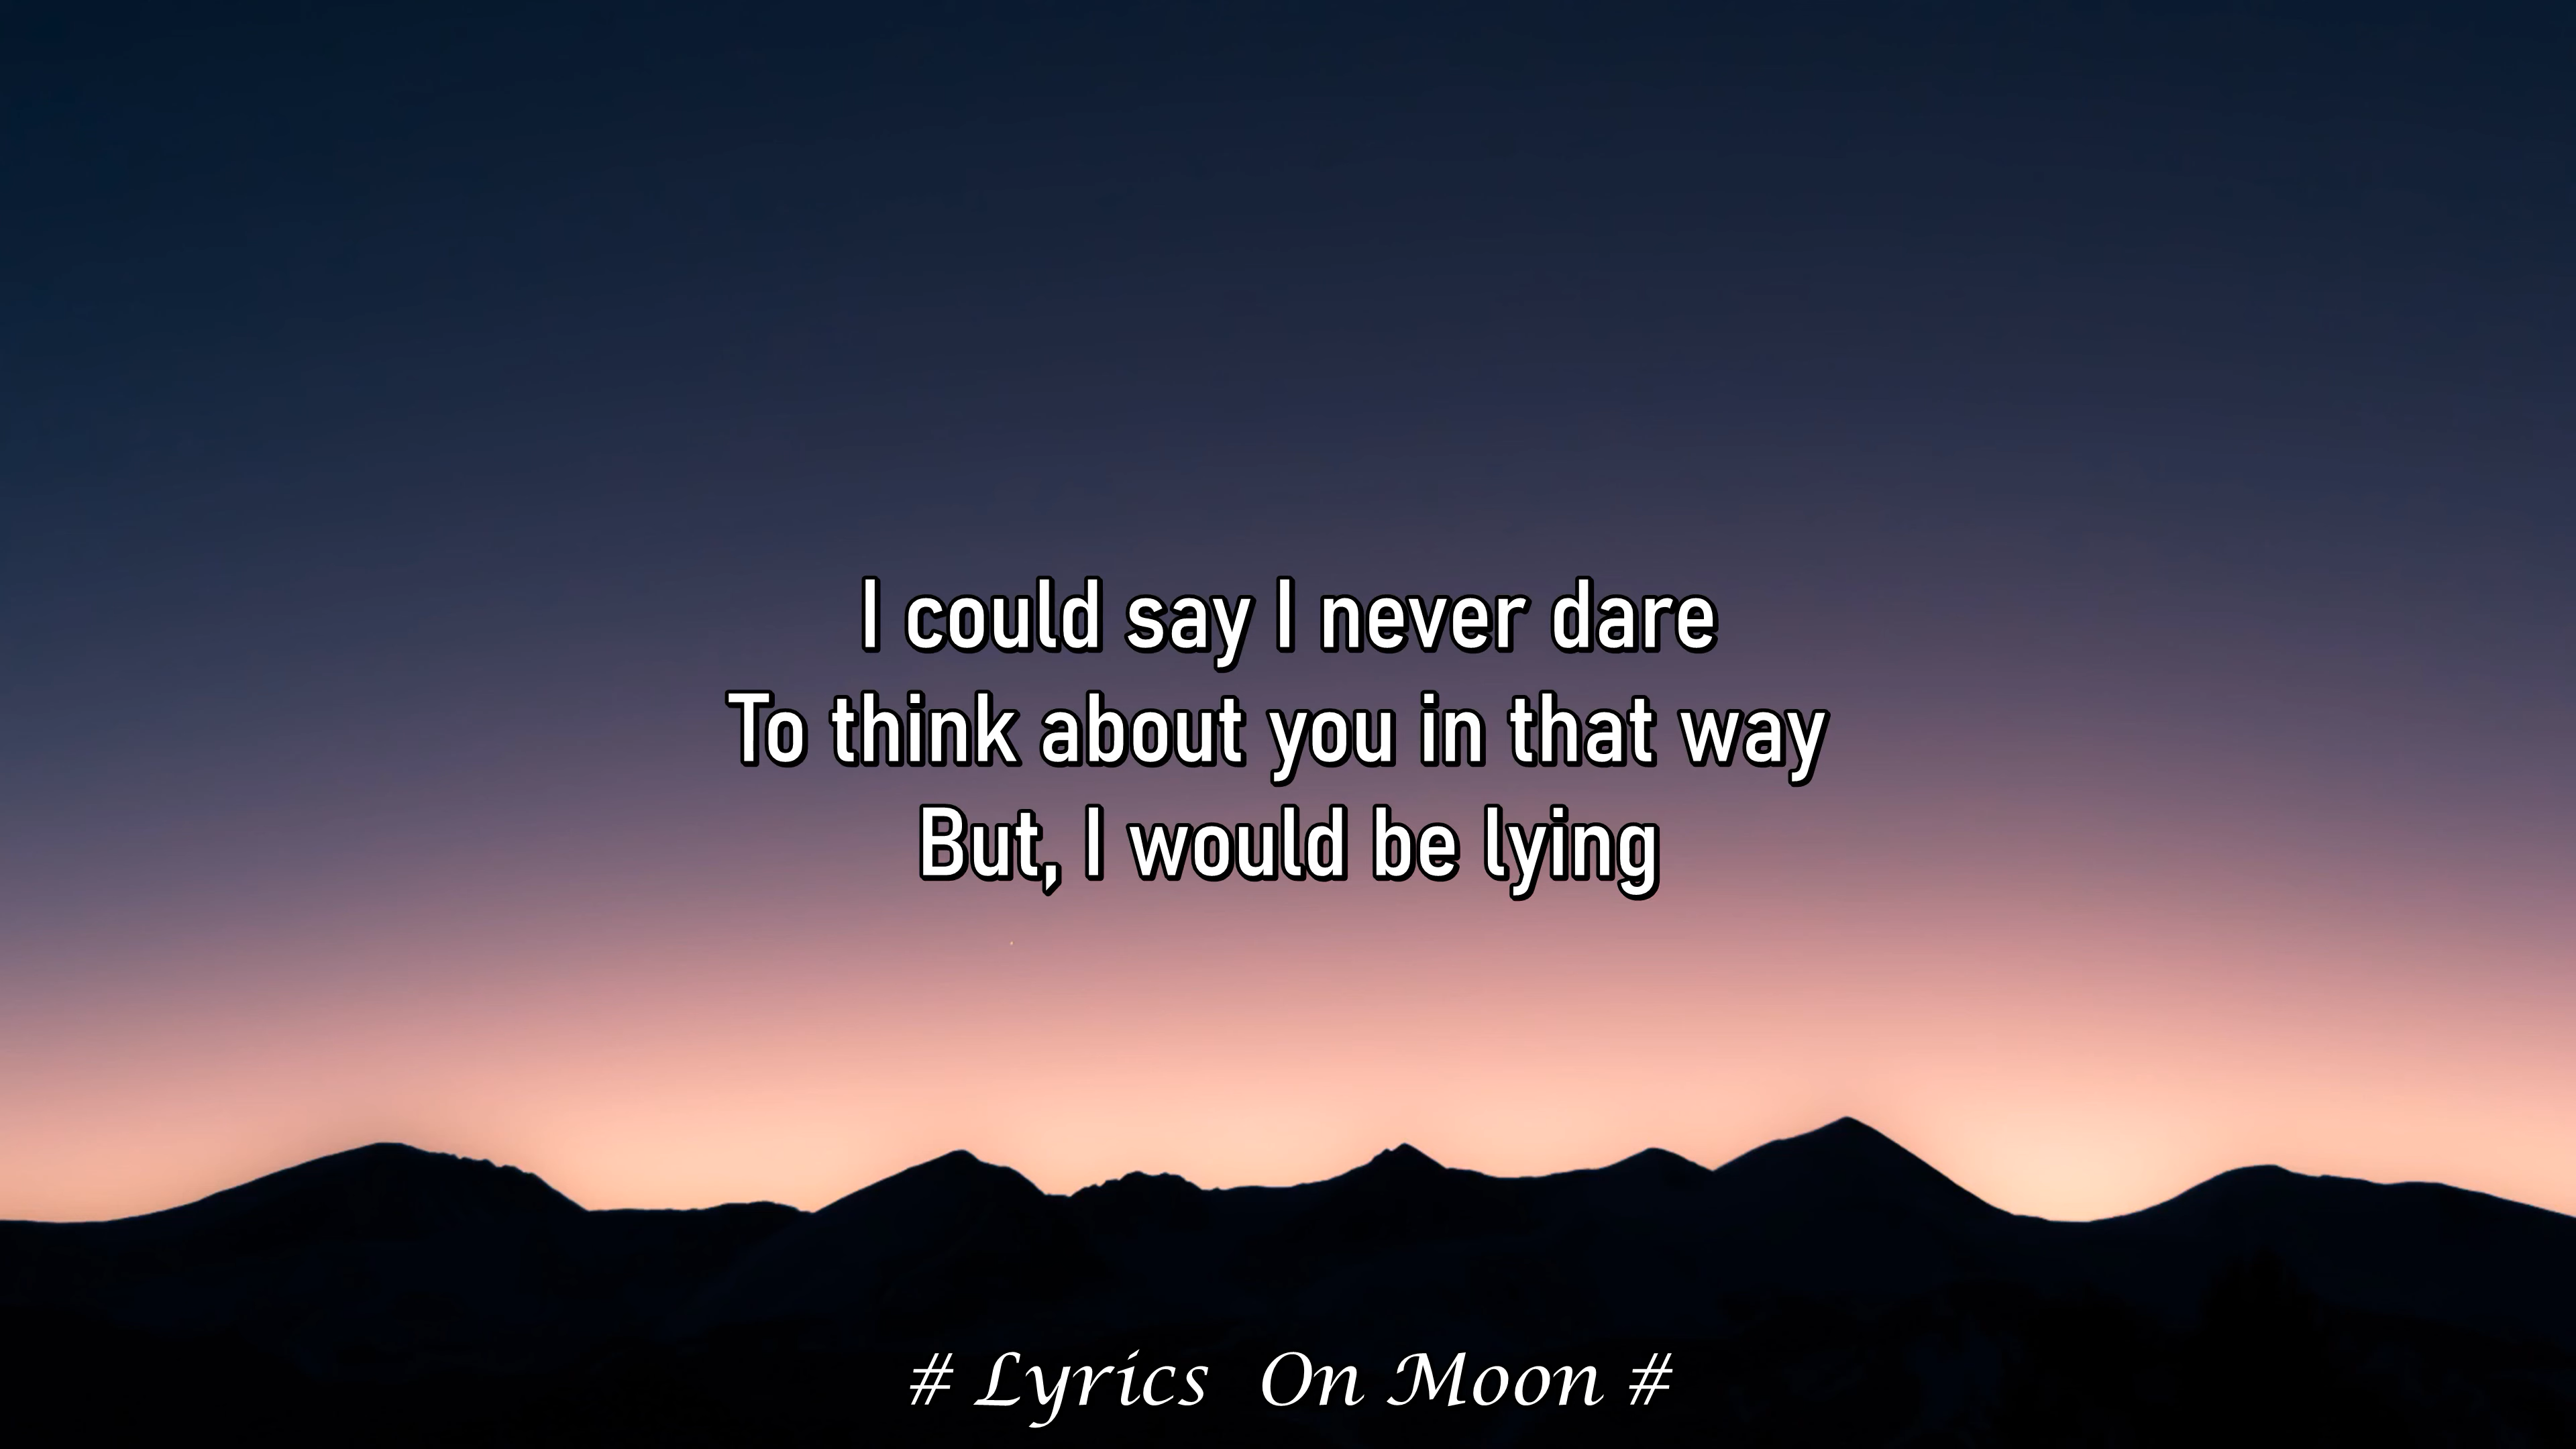 I could say I never dare
To think about you in that way
But, I would be lying
# Lyrics On Moon #